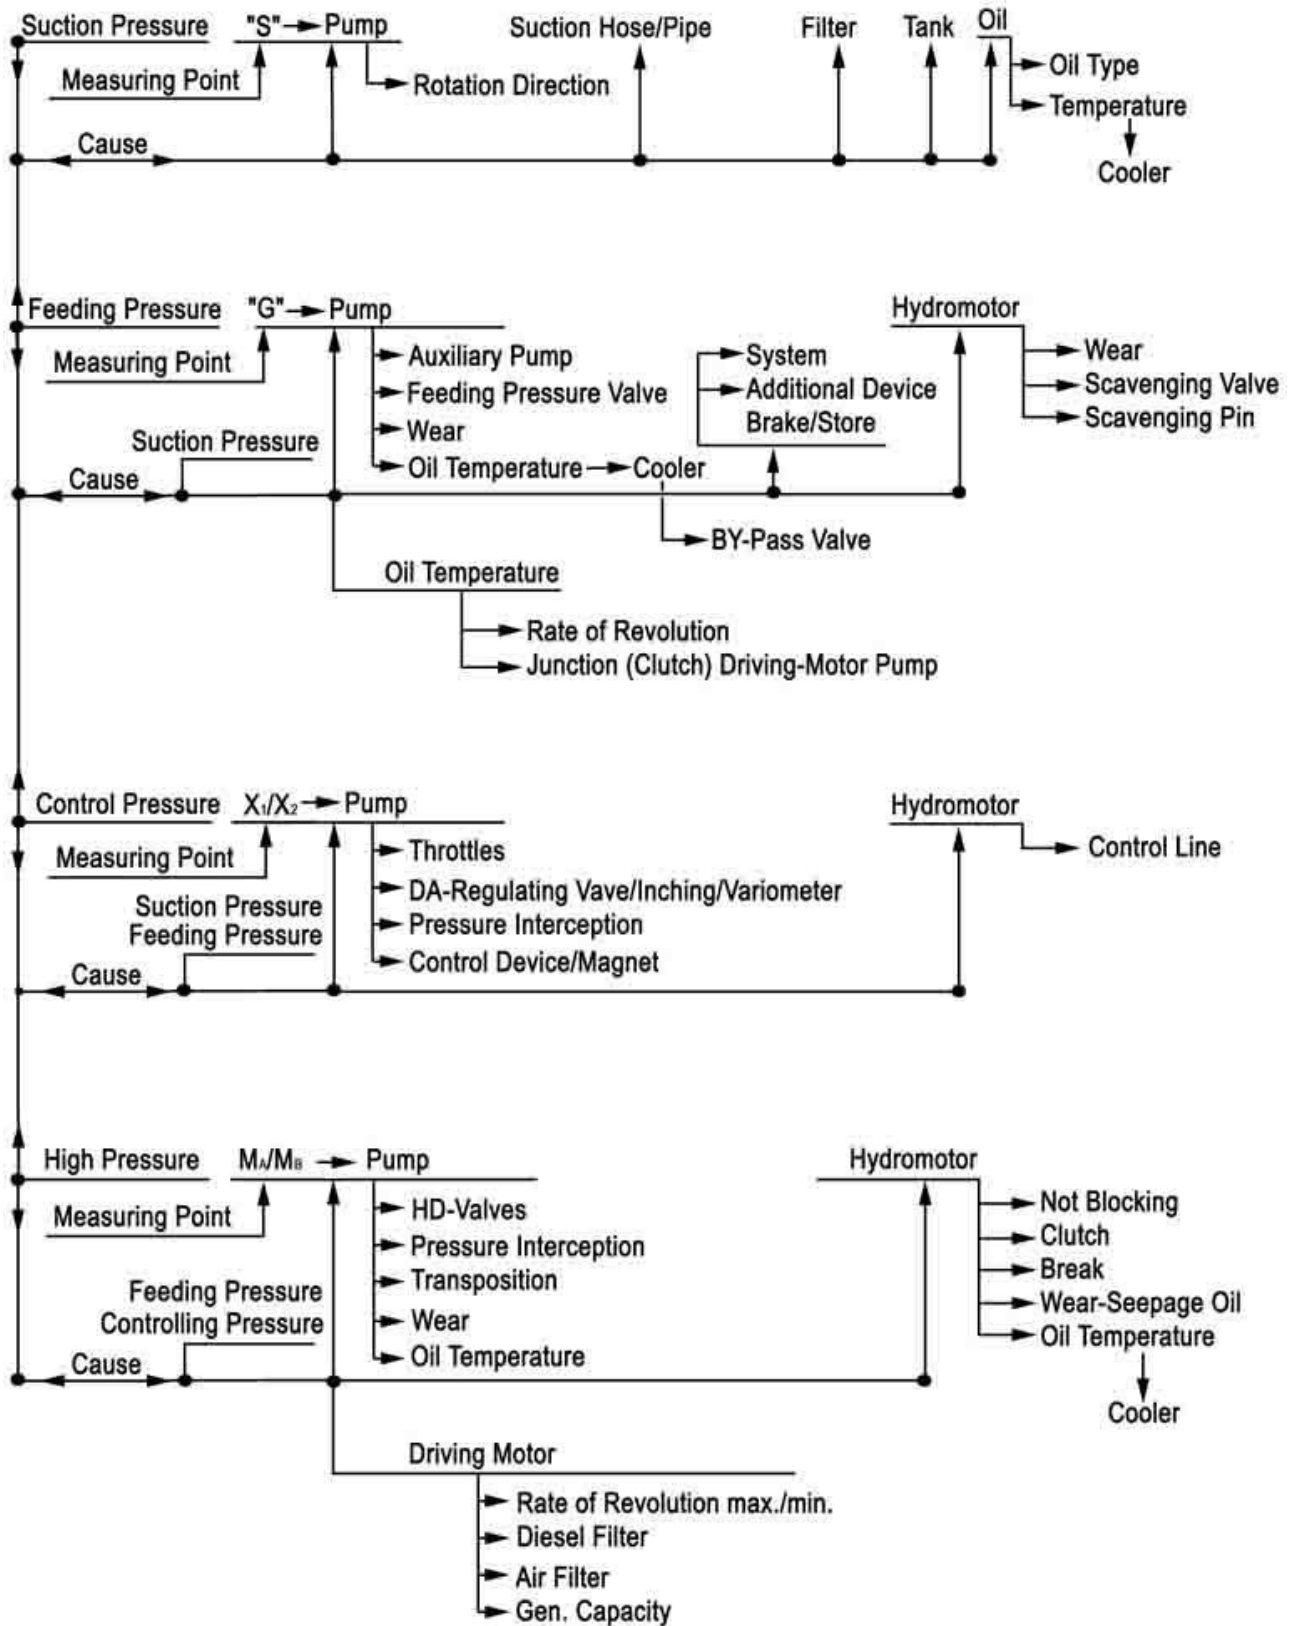 Suction Pressure "S" Pump Suction Hose/Pipe Filter Tank Oil
Measuring Point Rotation Direction Oil Type
Temperature
Cause
Cooler
Feeding Pressure "G" Pump Hydromotor
Measuring Point Auxiliary Pump System Wear
Feeding Pressure Valve Additional Device Scavenging Valve
Brake/Store Scavenging Pin
Wear
Suction Pressure
Oil Temperature Cooler
Cause
BY-Pass Valve
Oil Temperature
Rate of Revolution
Junction (Clutch) Driving-Motor Pump
Control Pressure X1/X2 Pump Hydromotor
Measuring Point Throttles Control Line
DA-Regulating Vave/Inching/Variometer
Suction Pressure
Feeding Pressure Pressure Interception
Control Device/Magnet
Cause
High Pressure MA/MB Pump Hydromotor
Measuring Point HD-Valves Not Blocking
Pressure Interception Clutch
Transposition Break
Feeding Pressure
Controlling Pressure Wear Wear-Seepage Oil
Oil Temperature Oil Temperature
Cause
Cooler
Driving Motor
Rate of Revolution max./min.
Diesel Filter
Air Filter
Gen. Capacity